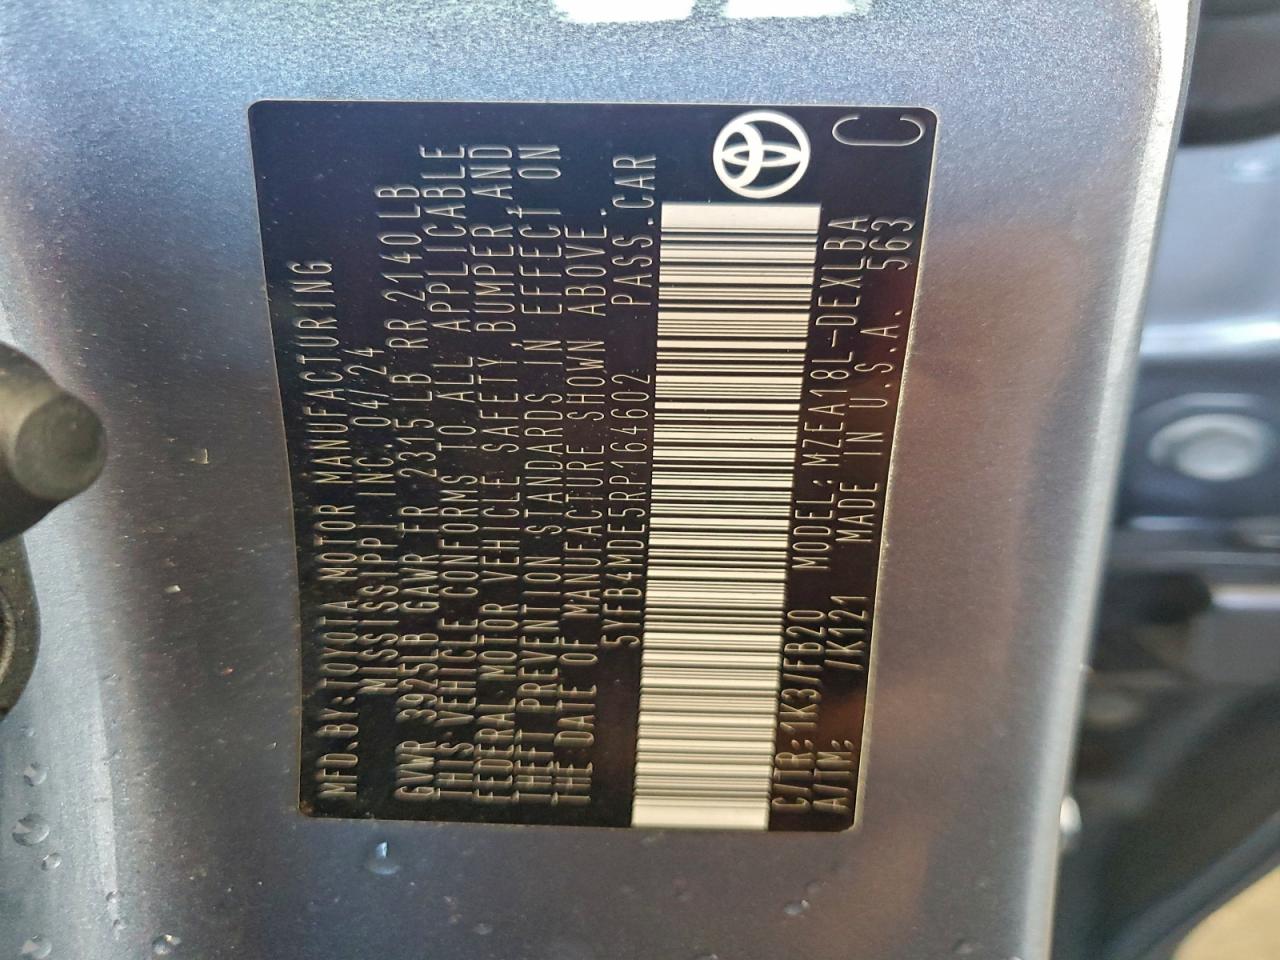 MFD.BY:TOYOTA MOTOR MANUFACTURING
MISSISSIPPI INC.04/24
GVWR 3925LB GAWR FR 2315LB RR 2140LB
THIS VEHICLE CONFORMS TO ALL APPLICABLE
FEDERAL MOTOR VEHICLE SAFETY, BUMPER,AND
THEFT PREVENTION STANDARDS IN EFFECT ON
THE DATE OF MANUFACTURE SHOWN ABOVE.
5YFB4MDE5RP164602 PASS.CAR
C/TR:1K3/FB20 MODEL:MZEA18L-DEXLBA
A/TM: /K121 MADE IN U.S.A. 563
C